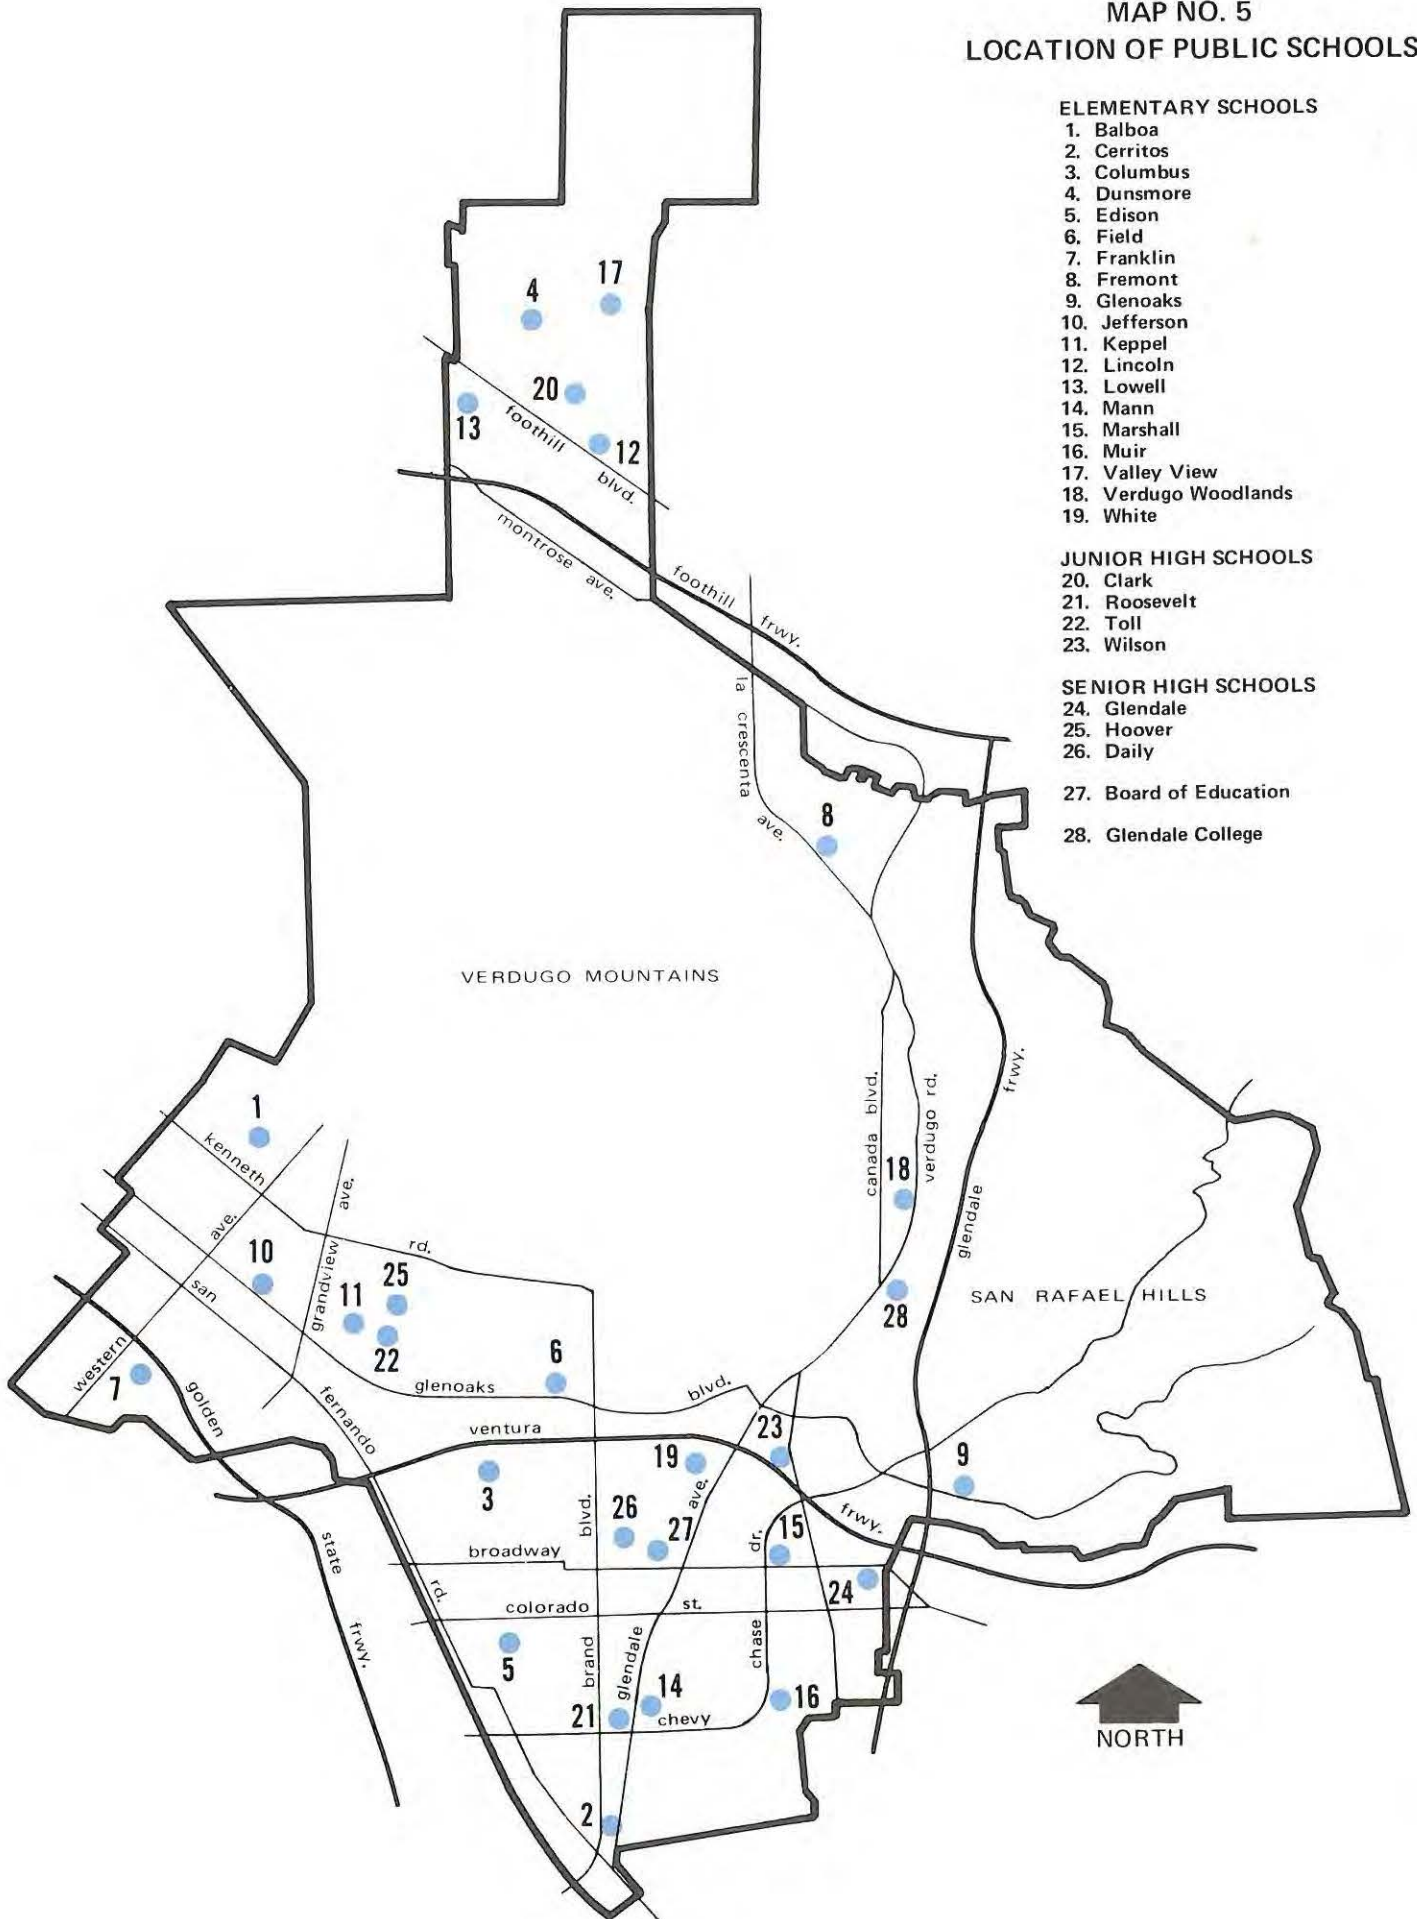 MAP NO. 5
LOCATION OF PUBLIC SCHOOLS
ELEMENTARY SCHOOLS
1. Balboa
2. Cerritos
3. Columbus
4. Dunsmore
5. Edison
6. Field
7. Franklin
8. Fremont
9. Glenoaks
10. Jefferson
11. Keppel
12. Lincoln
13. Lowell
14. Mann
15. Marshall
16. Muir
17. Valley View
18. Verdugo Woodlands
19. White
JUNIOR HIGH SCHOOLS
20. Clark
21. Roosevelt
22. Toll
23. Wilson
SENIOR HIGH SCHOOLS
24. Glendale
25. Hoover
26. Daily
27. Board of Education
28. Glendale College
17
4
20
13
foothill
blvd.
12
montrose ave.
foothill
frwy.
la crescenta
ave.
8
VERDUGO MOUNTAINS
1
kenneth
rd.
western
ave.
grandview
ave.
canada blvd.
verdugo rd.
18
glendale
frwy.
10
san
fernando
rd.
11
25
22
28
SAN RAFAEL HILLS
7
golden
state
frwy.
6
glenoaks
blvd.
ventura
frwy.
23
19
9
3
26
27
15
broadway
24
colorado
st.
brand
blvd.
glendale
ave.
chevy
chase
dr.
5
14
21
16
2
NORTH